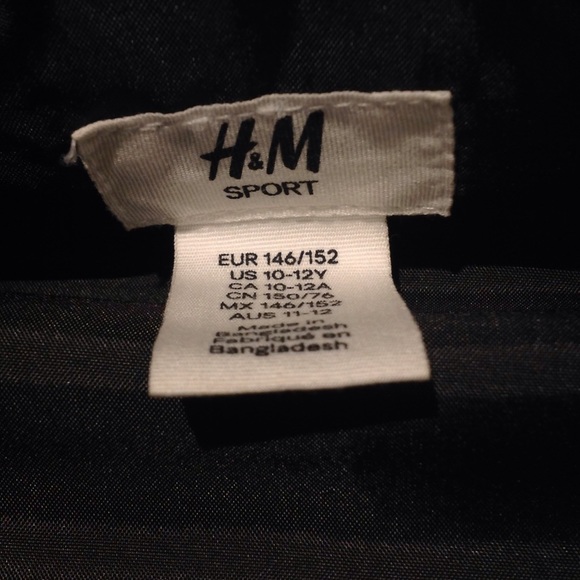 H&M
SPORT
EUR 146/152
US 10-12Y
CA 10-12A
CN 150/76
MX 146/152
AUS 11-12
Made in
Bangladesh
Fabriqué en
Bangladesh